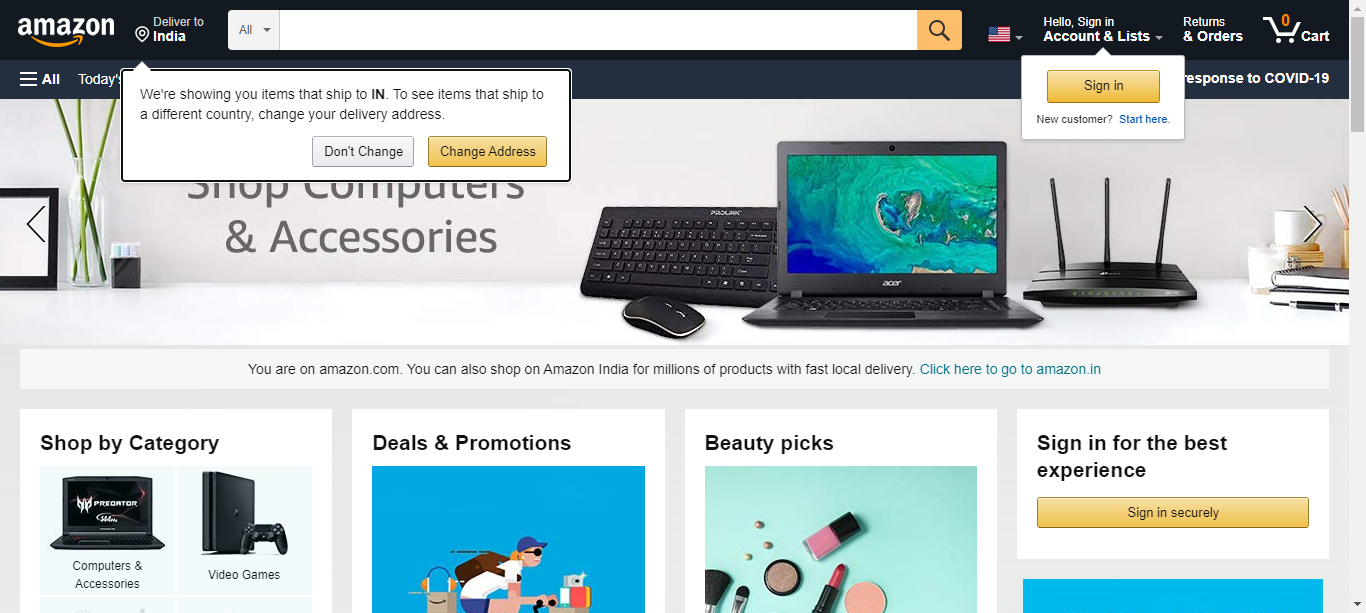 amazon
Deliver to
India
All
Hello, Sign in
Account & Lists
Returns
& Orders
0
Cart
All
Today's
response to COVID-19
We're showing you items that ship to IN. To see items that ship to
a different country, change your delivery address.
Don't Change
Change Address
Sign in
New customer? Start here.
Shop Computers
& Accessories
PROLINK
acer
You are on amazon.com. You can also shop on Amazon India for millions of products with fast local delivery. Click here to go to amazon.in
Shop by Category
PREDATOR
144Hz
Computers &
Accessories
Video Games
Deals & Promotions
Beauty picks
Sign in for the best
experience
Sign in securely